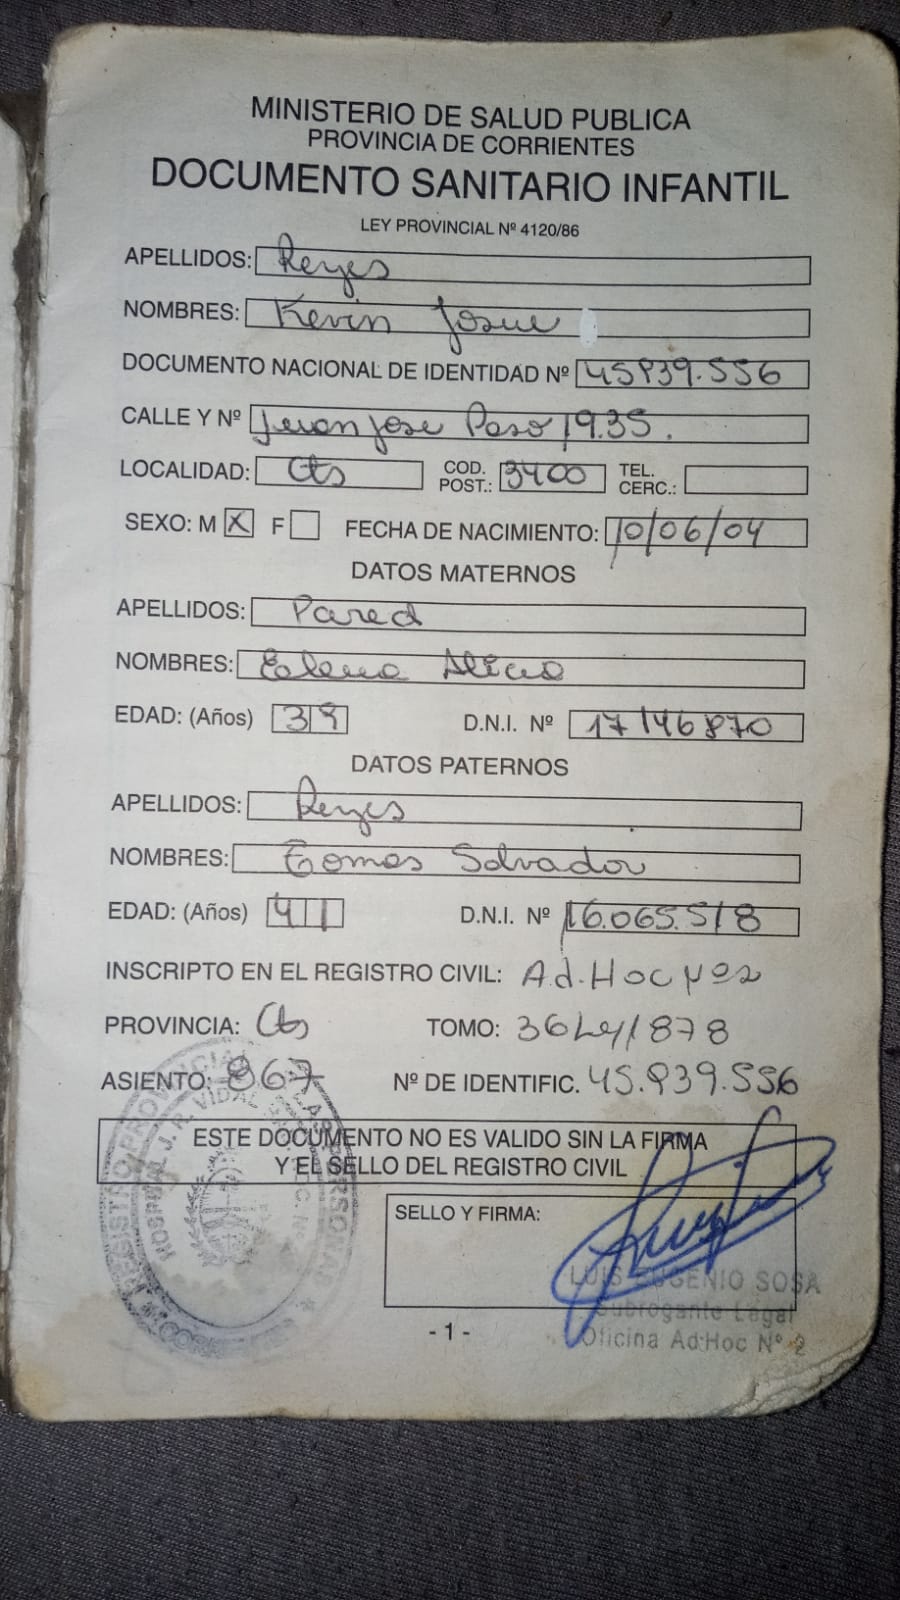 MINISTERIO DE SALUD PUBLICA
PROVINCIA DE CORRIENTES
DOCUMENTO SANITARIO INFANTIL
LEY PROVINCIAL Nº 4120/86
APELLIDOS: Reyes
NOMBRES: Kevin Josue
DOCUMENTO NACIONAL DE IDENTIDAD Nº 45.939.556
CALLE Y Nº Juan Jose Paso 1935.
LOCALIDAD: Cts COD. POST.: 3400 TEL. CERC.:
SEXO: M X F FECHA DE NACIMIENTO: 10/06/04
DATOS MATERNOS
APELLIDOS: Pared
NOMBRES: Elena Alicia
EDAD: (Años) 39 D.N.I. Nº 17146870
DATOS PATERNOS
APELLIDOS: Reyes
NOMBRES: Tomas Salvador
EDAD: (Años) 41 D.N.I. Nº 16.065.518
INSCRIPTO EN EL REGISTRO CIVIL: Ad.Hoc
PROVINCIA: Cts TOMO: 878
ASIENTO: 867 Nº DE IDENTIFIC. 45.939.556
ESTE DOCUMENTO NO ES VALIDO SIN LA FIRMA
Y EL SELLO DEL REGISTRO CIVIL
SELLO Y FIRMA:
REGISTRO PROVINCIAL LAS PERSONAS
HOSPITAL J. R. VIDAL
LUIS EUGENIO SOSA
Subrogante Legal
Oficina Ad:Hoc Nº 2
- 1 -